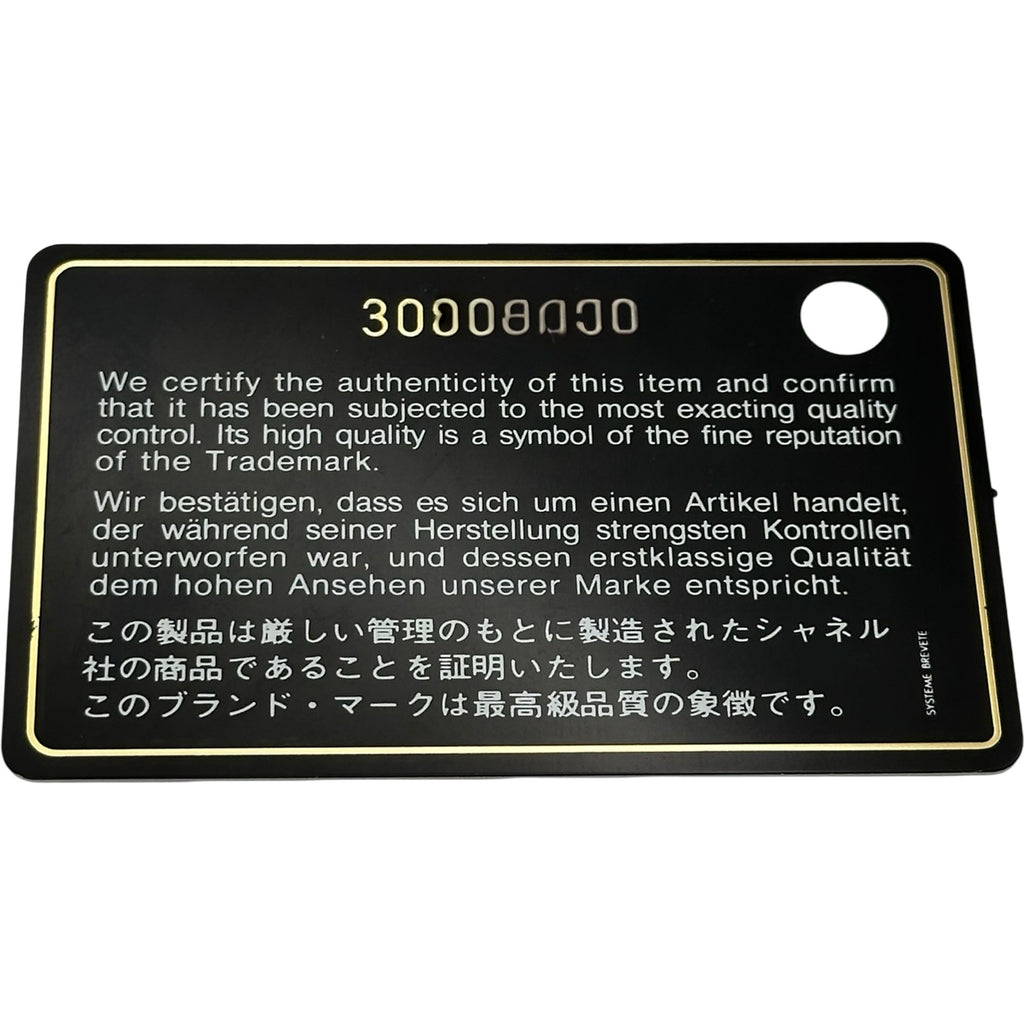 We certify the authenticity of this item and confirm
that it has been subjected to the most exacting quality
control. Its high quality is a symbol of the fine reputation
of the Trademark.
Wir bestätigen, dass es sich um einen Artikel handelt,
der während seiner Herstellung strengsten Kontrollen
unterworfen war, und dessen erstklassige Qualität
dem hohen Ansehen unserer Marke entspricht.
この製品は厳しい管理のもとに製造されたシャネル
社の商品であることを証明いたします。
このブランド・マークは最高級品質の象徴です。
SYSTEME BREVETE